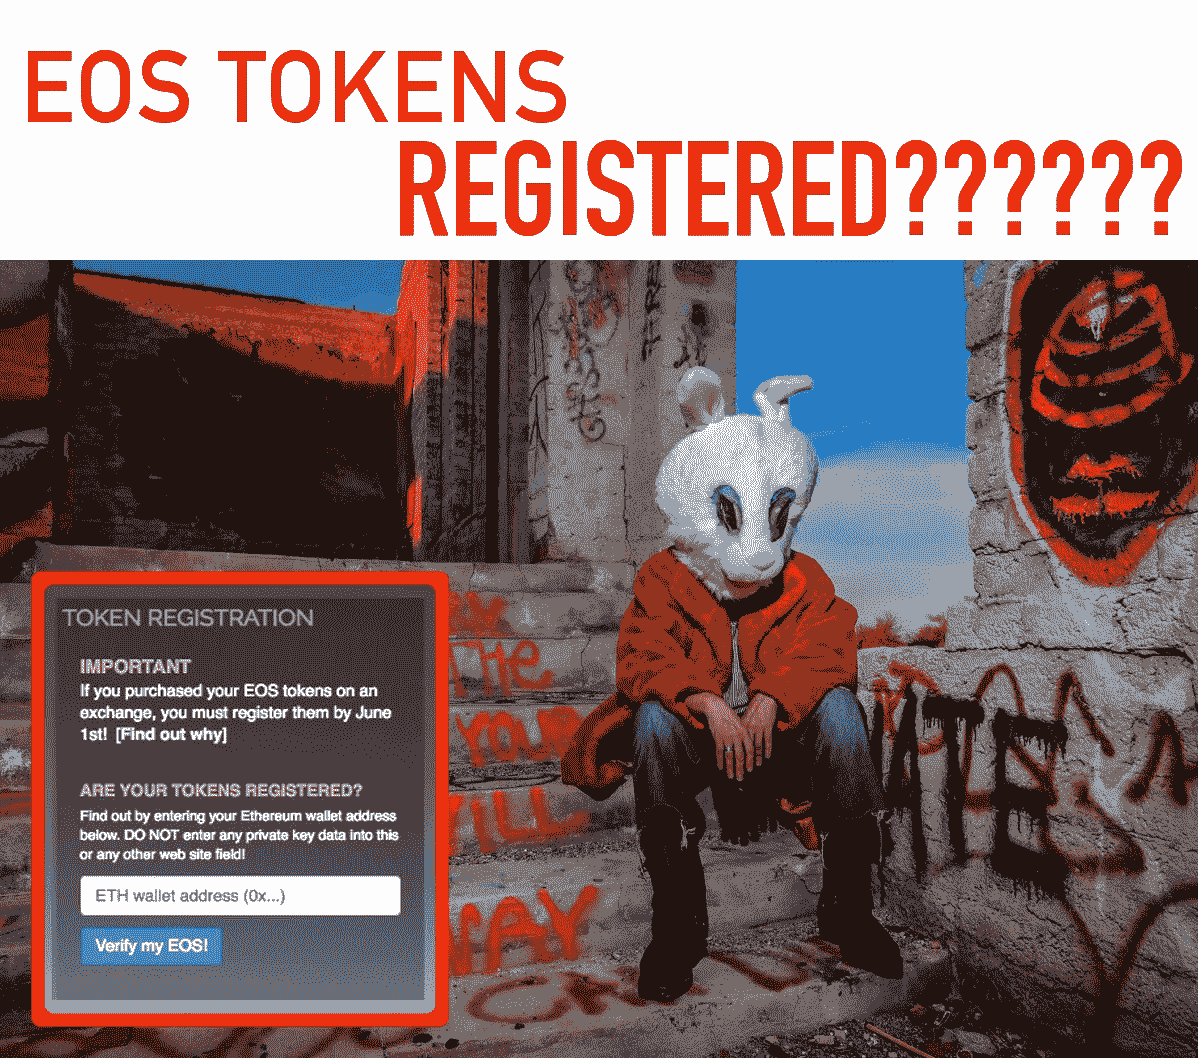 EOS TOKENS
REGISTERED??????
TOKEN REGISTRATION
IMPORTANT
If you purchased your EOS tokens on an
exchange, you must register them by June
1st! [Find out why]
ARE YOUR TOKENS REGISTERED?
Find out by entering your Ethereum wallet address
below. DO NOT enter any private key data into this
or any other web site field!
ETH wallet address (0x...)
Verify my EOS!